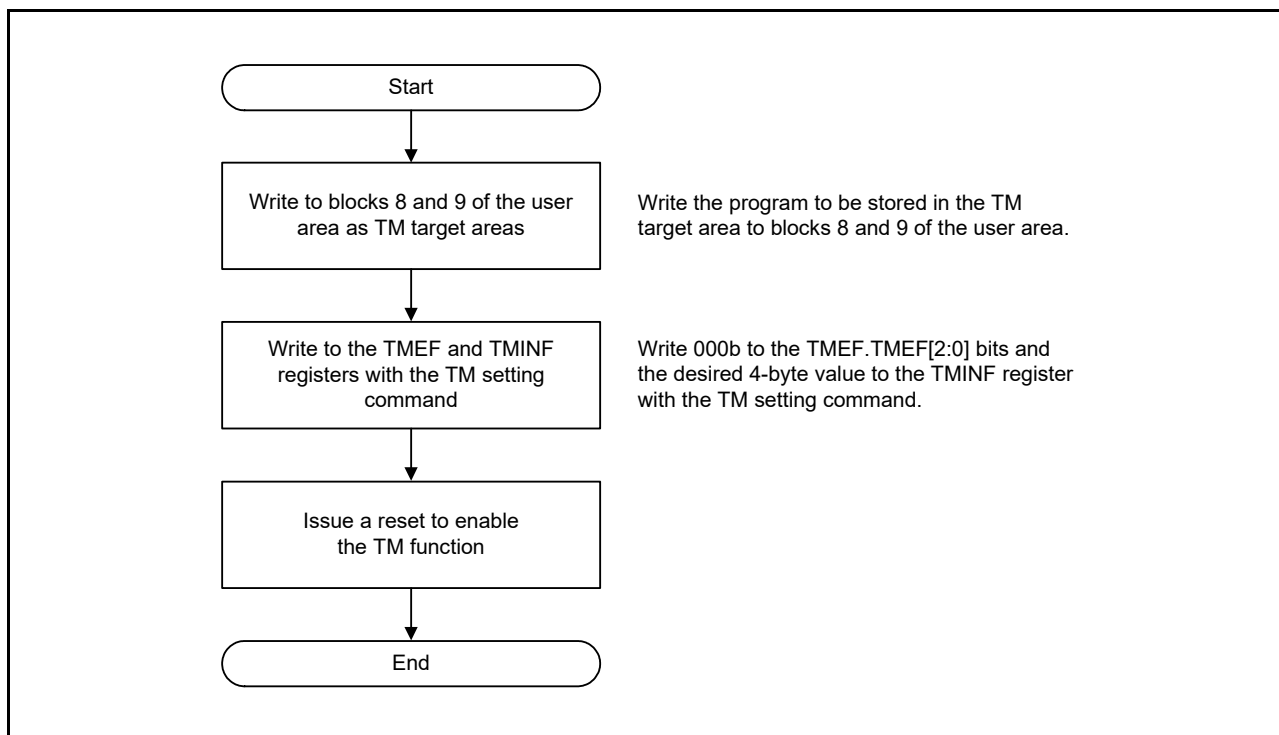 Start
Write to blocks 8 and 9 of the user
area as TM target areas
Write the program to be stored in the TM
target area to blocks 8 and 9 of the user area.
Write to the TMEF and TMINF
registers with the TM setting
command
Write 000b to the TMEF.TMEF[2:0] bits and
the desired 4-byte value to the TMINF register
with the TM setting command.
Issue a reset to enable
the TM function
End